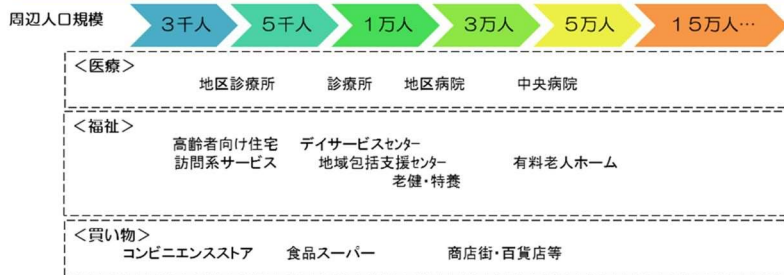 周辺人口規模 3千人 5千人 1万人 3万人 5万人 15万人…
<医療>
地区診療所 診療所 地区病院 中央病院
<福祉>
高齢者向け住宅 デイサービスセンター
訪問系サービス 地域包括支援センター 有料老人ホーム
老健・特養
<買い物>
コンビニエンスストア 食品スーパー 商店街・百貨店等